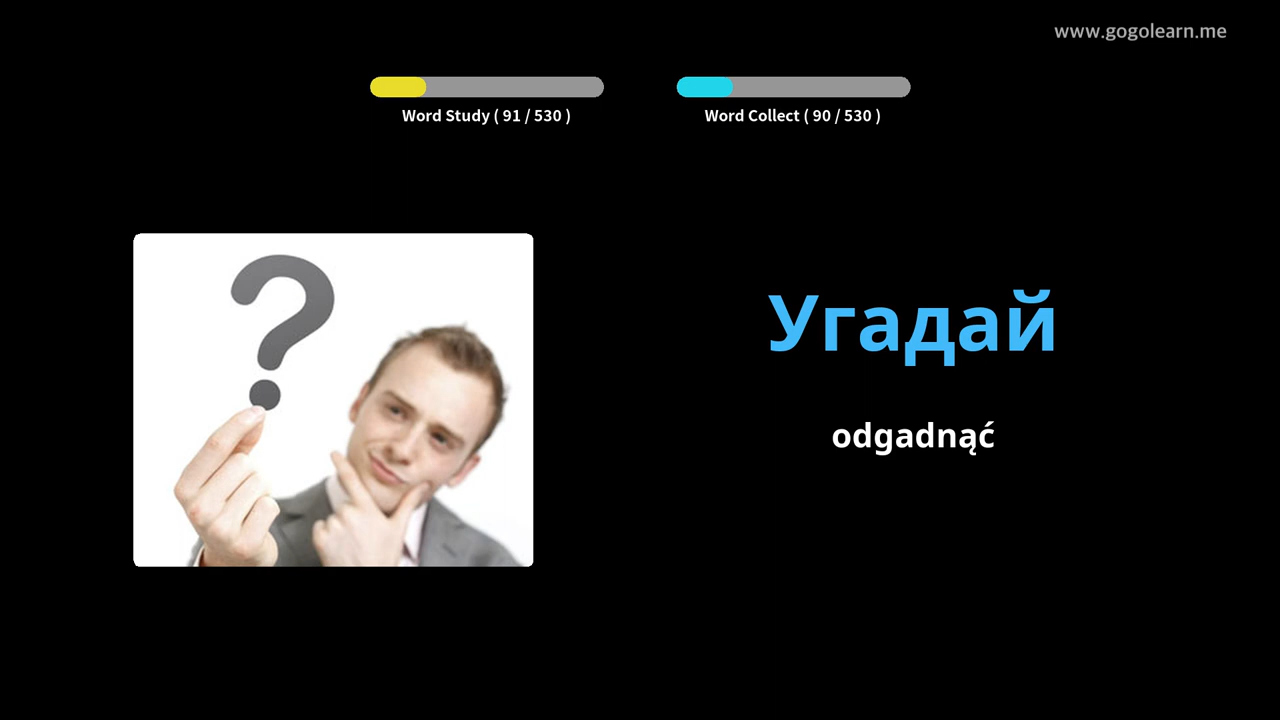 www.gogolearn.me
Word Study ( 91 / 530 )
Word Collect ( 90 / 530 )
?
Угадай
odgadnąć